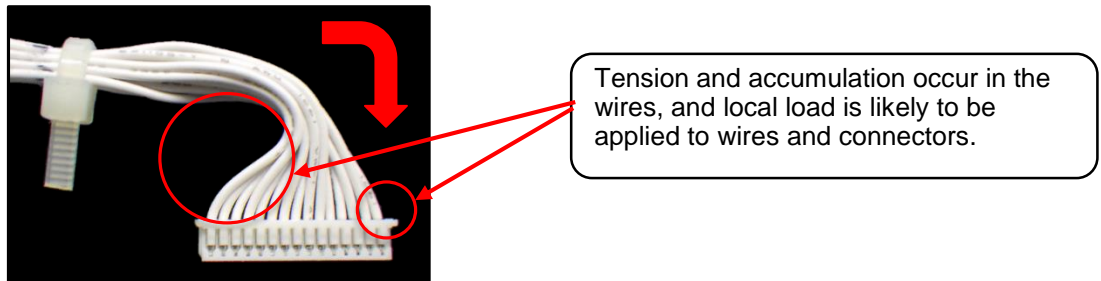 Tension and accumulation occur in the
wires, and local load is likely to be
applied to wires and connectors.